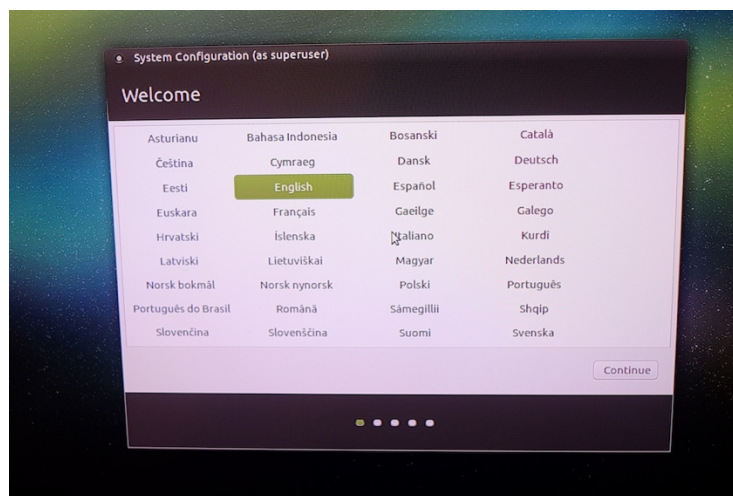 System Configuration (as superuser)
Welcome
Asturianu Bahasa Indonesia Bosanski Català
Čeština Cymraeg Dansk Deutsch
Eesti English Español Esperanto
Euskara Français Gaeilge Galego
Hrvatski Íslenska Italiano Kurdî
Latviski Lietuviškai Magyar Nederlands
Norsk bokmål Norsk nynorsk Polski Português
Português do Brasil Română Sámegillii Shqip
Slovenčina Slovenščina Suomi Svenska
Continue